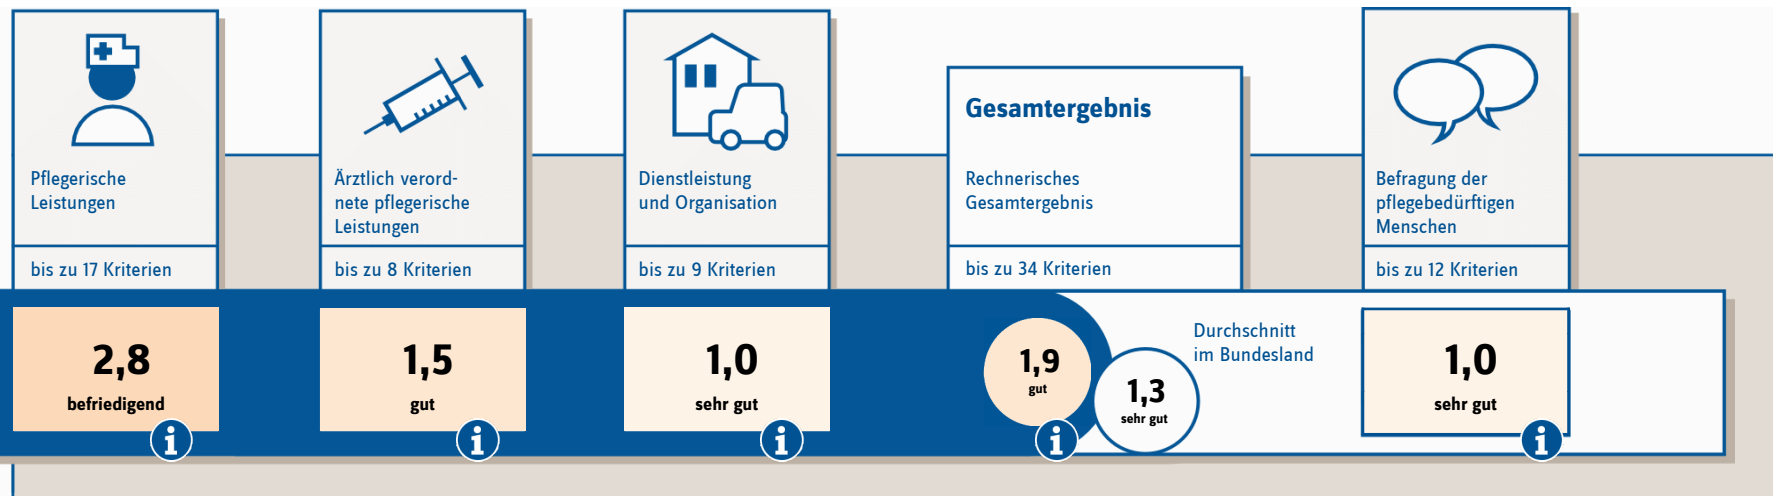 Pflegerische
Leistungen
bis zu 17 Kriterien
2,8
befriedigend
i
Ärztlich verord-
nete pflegerische
Leistungen
bis zu 8 Kriterien
1,5
gut
i
Dienstleistung
und Organisation
bis zu 9 Kriterien
1,0
sehr gut
i
Gesamtergebnis
Rechnerisches
Gesamtergebnis
bis zu 34 Kriterien
1,9
gut
i
1,3
sehr gut
Durchschnitt
im Bundesland
Befragung der
pflegebedürftigen
Menschen
bis zu 12 Kriterien
1,0
sehr gut
i